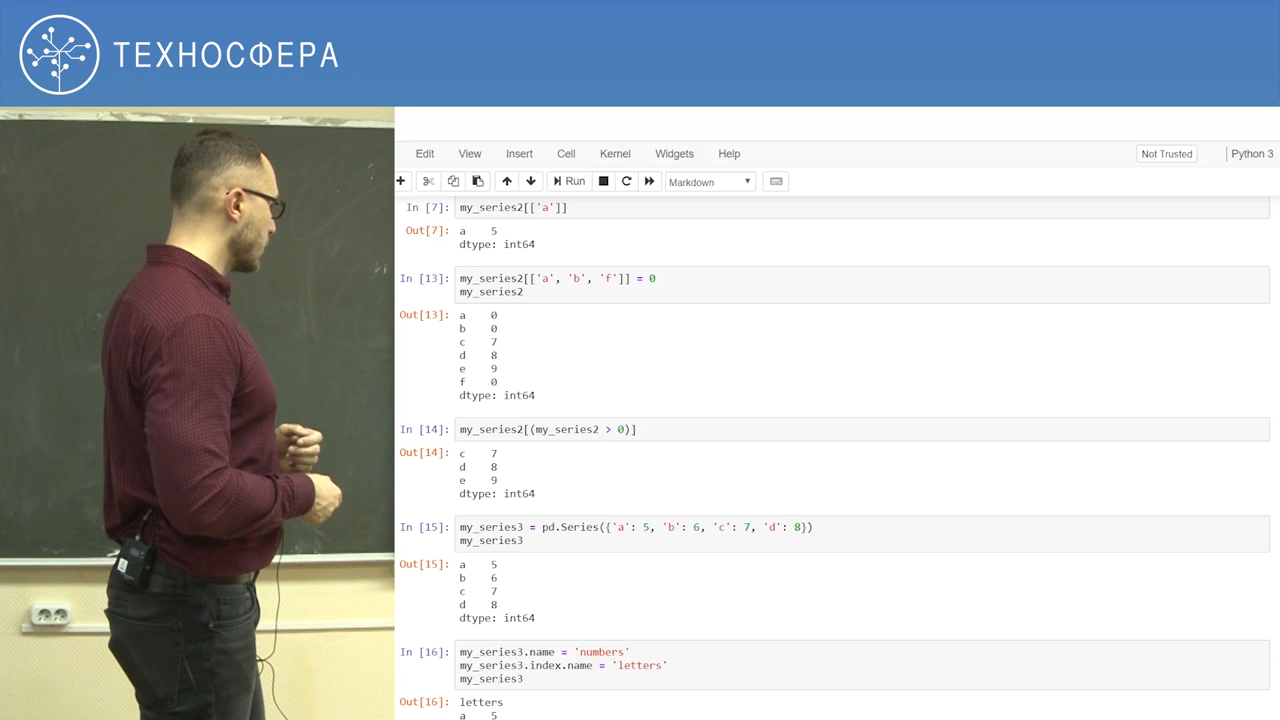 ТЕХНОСФЕРА
Edit View Insert Cell Kernel Widgets Help Not Trusted Python 3
Run Markdown
In [7]: my_series2[['a']]
Out[7]: a 5
dtype: int64
In [13]: my_series2[['a', 'b', 'f']] = 0
my_series2
Out[13]: a 0
b 0
c 7
d 8
e 9
f 0
dtype: int64
In [14]: my_series2[(my_series2 > 0)]
Out[14]: c 7
d 8
e 9
dtype: int64
In [15]: my_series3 = pd.Series({'a': 5, 'b': 6, 'c': 7, 'd': 8})
my_series3
Out[15]: a 5
b 6
c 7
d 8
dtype: int64
In [16]: my_series3.name = 'numbers'
my_series3.index.name = 'letters'
my_series3
Out[16]: letters
a 5